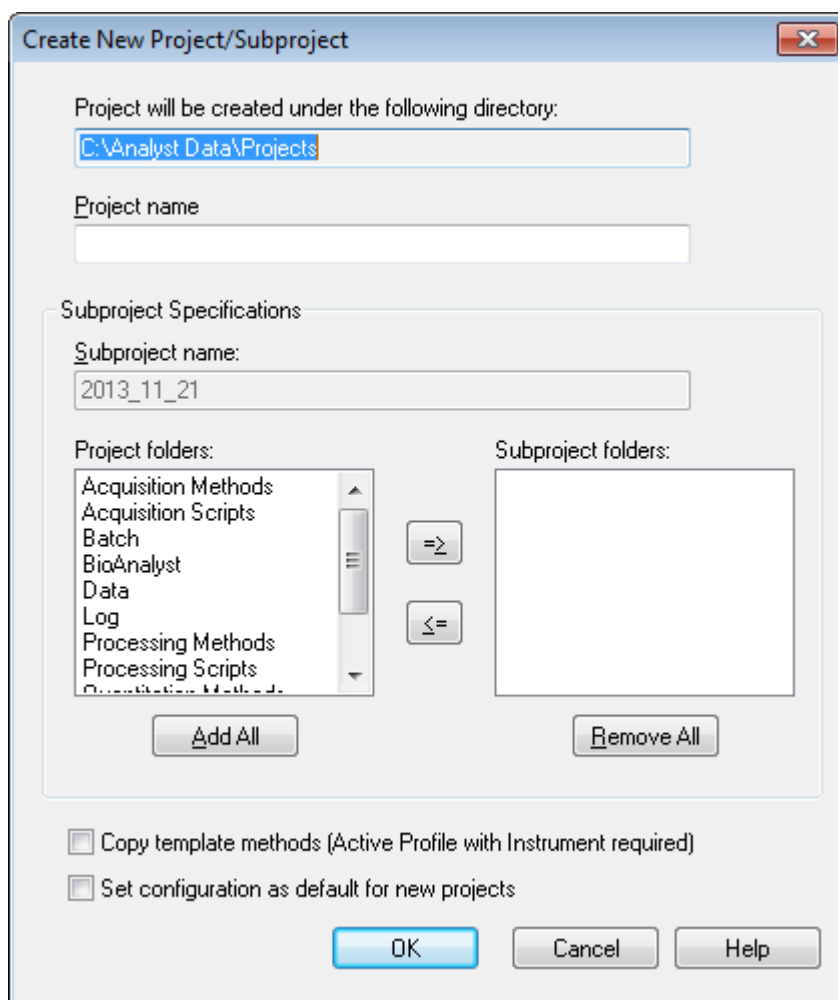 Create New Project/Subproject
Project will be created under the following directory:
C:\Analyst Data\Projects
Project name
Subproject Specifications
Subproject name:
2013_11_21
Project folders:
Subproject folders:
Acquisition Methods
Acquisition Scripts
Batch
BioAnalyst
Data
Log
Processing Methods
Processing Scripts
Quantitation Methods
=>
<=
Add All
Remove All
Copy template methods (Active Profile with Instrument required)
Set configuration as default for new projects
OK
Cancel
Help